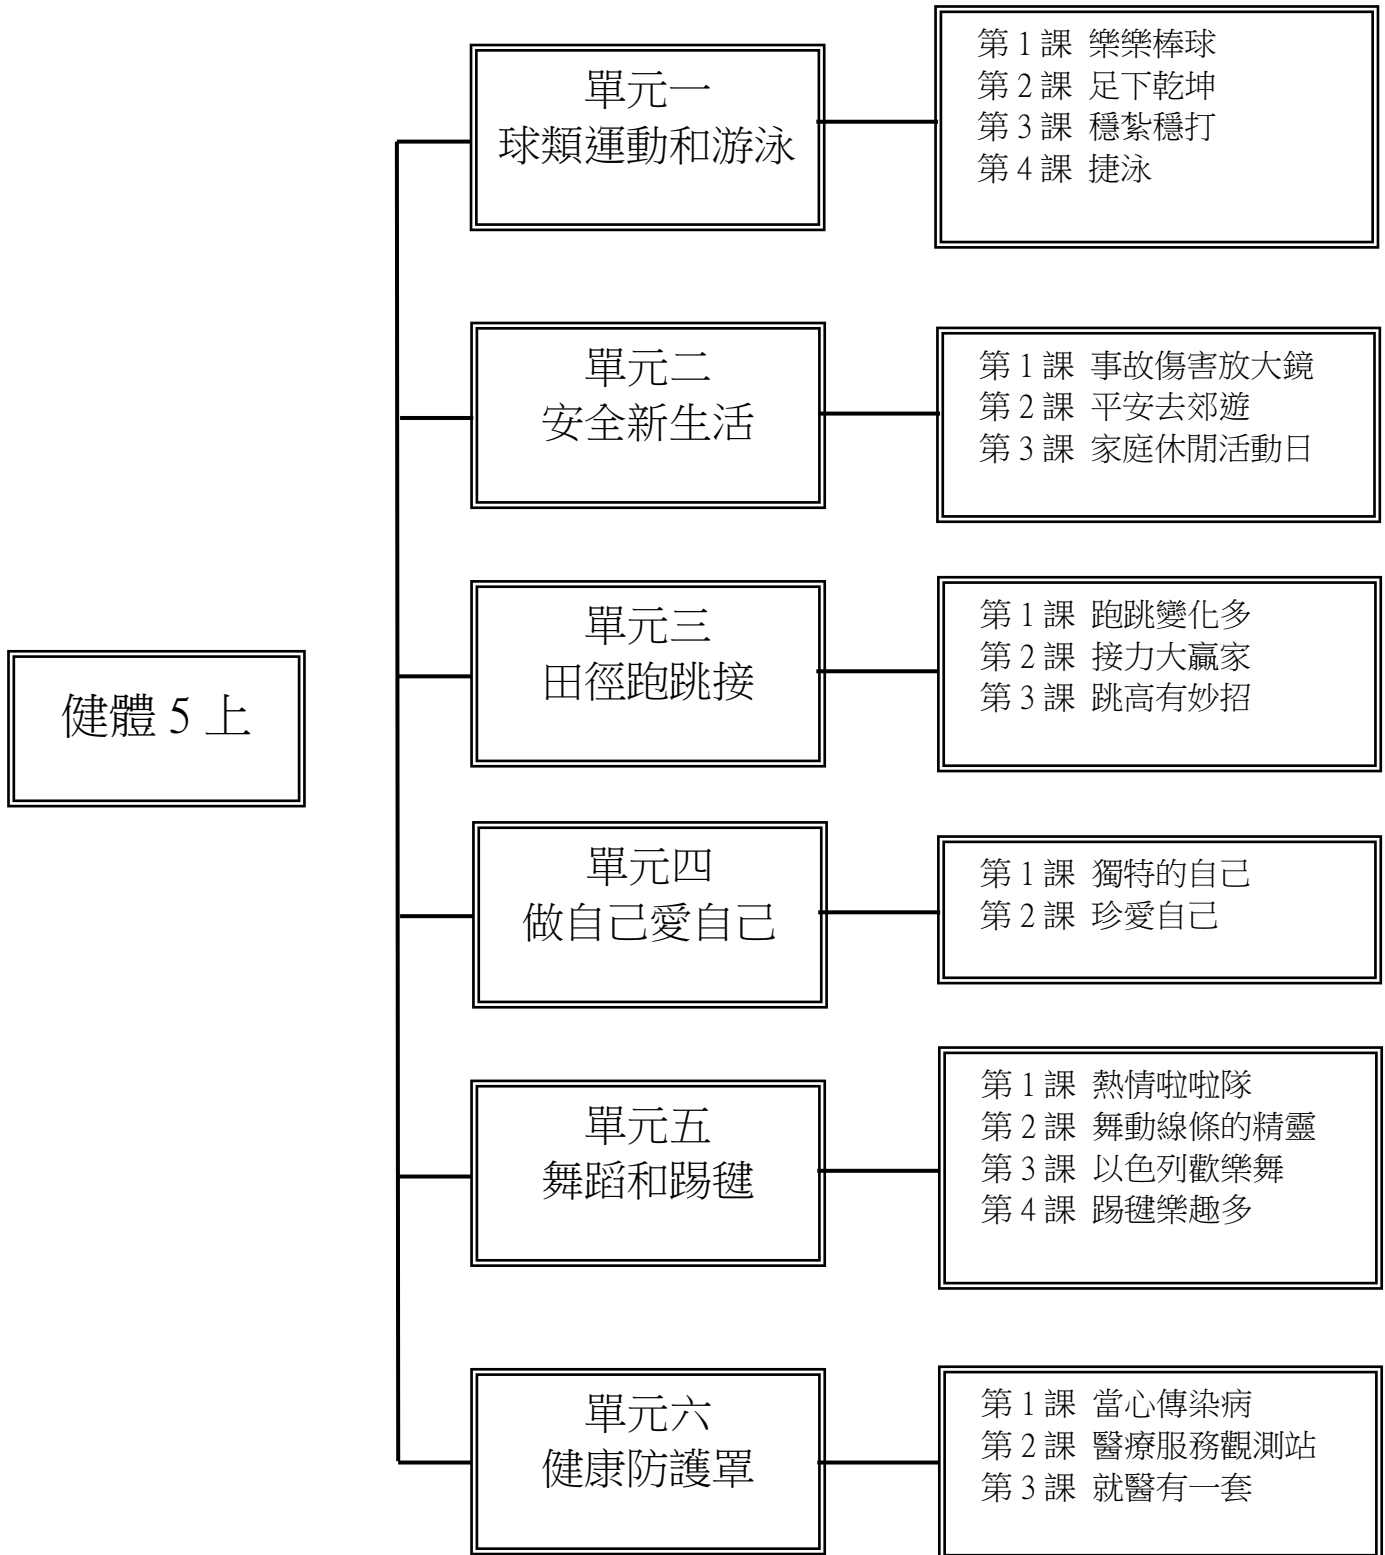 健體 5 上
單元一
球類運動和游泳
第 1 課 樂樂棒球
第 2 課 足下乾坤
第 3 課 穩紮穩打
第 4 課 捷泳
單元二
安全新生活
第 1 課 事故傷害放大鏡
第 2 課 平安去郊遊
第 3 課 家庭休閒活動日
單元三
田徑跑跳接
第 1 課 跑跳變化多
第 2 課 接力大贏家
第 3 課 跳高有妙招
單元四
做自己愛自己
第 1 課 獨特的自己
第 2 課 珍愛自己
單元五
舞蹈和踢毽
第 1 課 熱情啦啦隊
第 2 課 舞動線條的精靈
第 3 課 以色列歡樂舞
第 4 課 踢毽樂趣多
單元六
健康防護罩
第 1 課 當心傳染病
第 2 課 醫療服務觀測站
第 3 課 就醫有一套